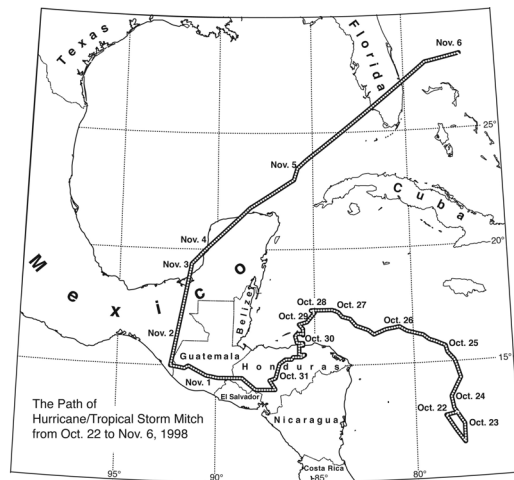 Texas
Florida
Nov. 6
25°
Nov. 5
Cuba
20°
Nov. 4
Nov. 3
Mexico
Belize
Oct. 28
Oct. 27
Oct. 29
Oct. 26
Nov. 2
Oct. 30
Oct. 25
Guatemala
15°
Honduras
Oct. 31
Nov. 1
El Salvador
Oct. 24
Oct. 22
Oct. 23
Nicaragua
The Path of
Hurricane/Tropical Storm Mitch
from Oct. 22 to Nov. 6, 1998
Costa Rica
95°
90°
85°
80°